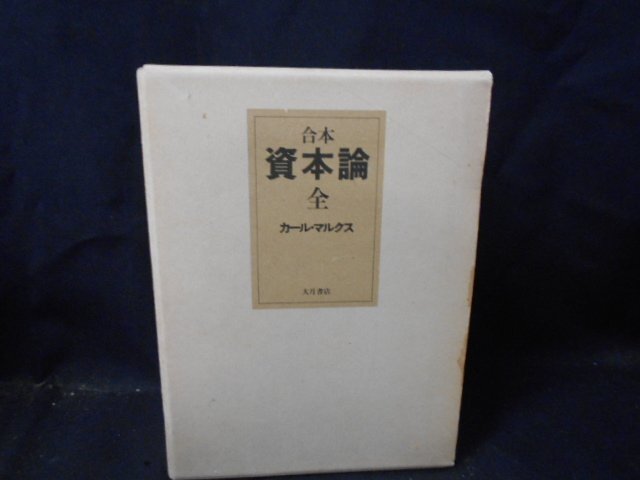 合本
資本論
全
カール・マルクス
大月書店